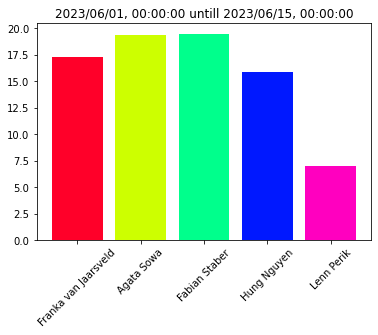 2023/06/01, 00:00:00 untill 2023/06/15, 00:00:00
20.0
17.5
15.0
12.5
10.0
7.5
5.0
2.5
0.0
Franka van Jaarsveld
Agata Sowa
Fabian Staber
Hung Nguyen
Lenn Perik